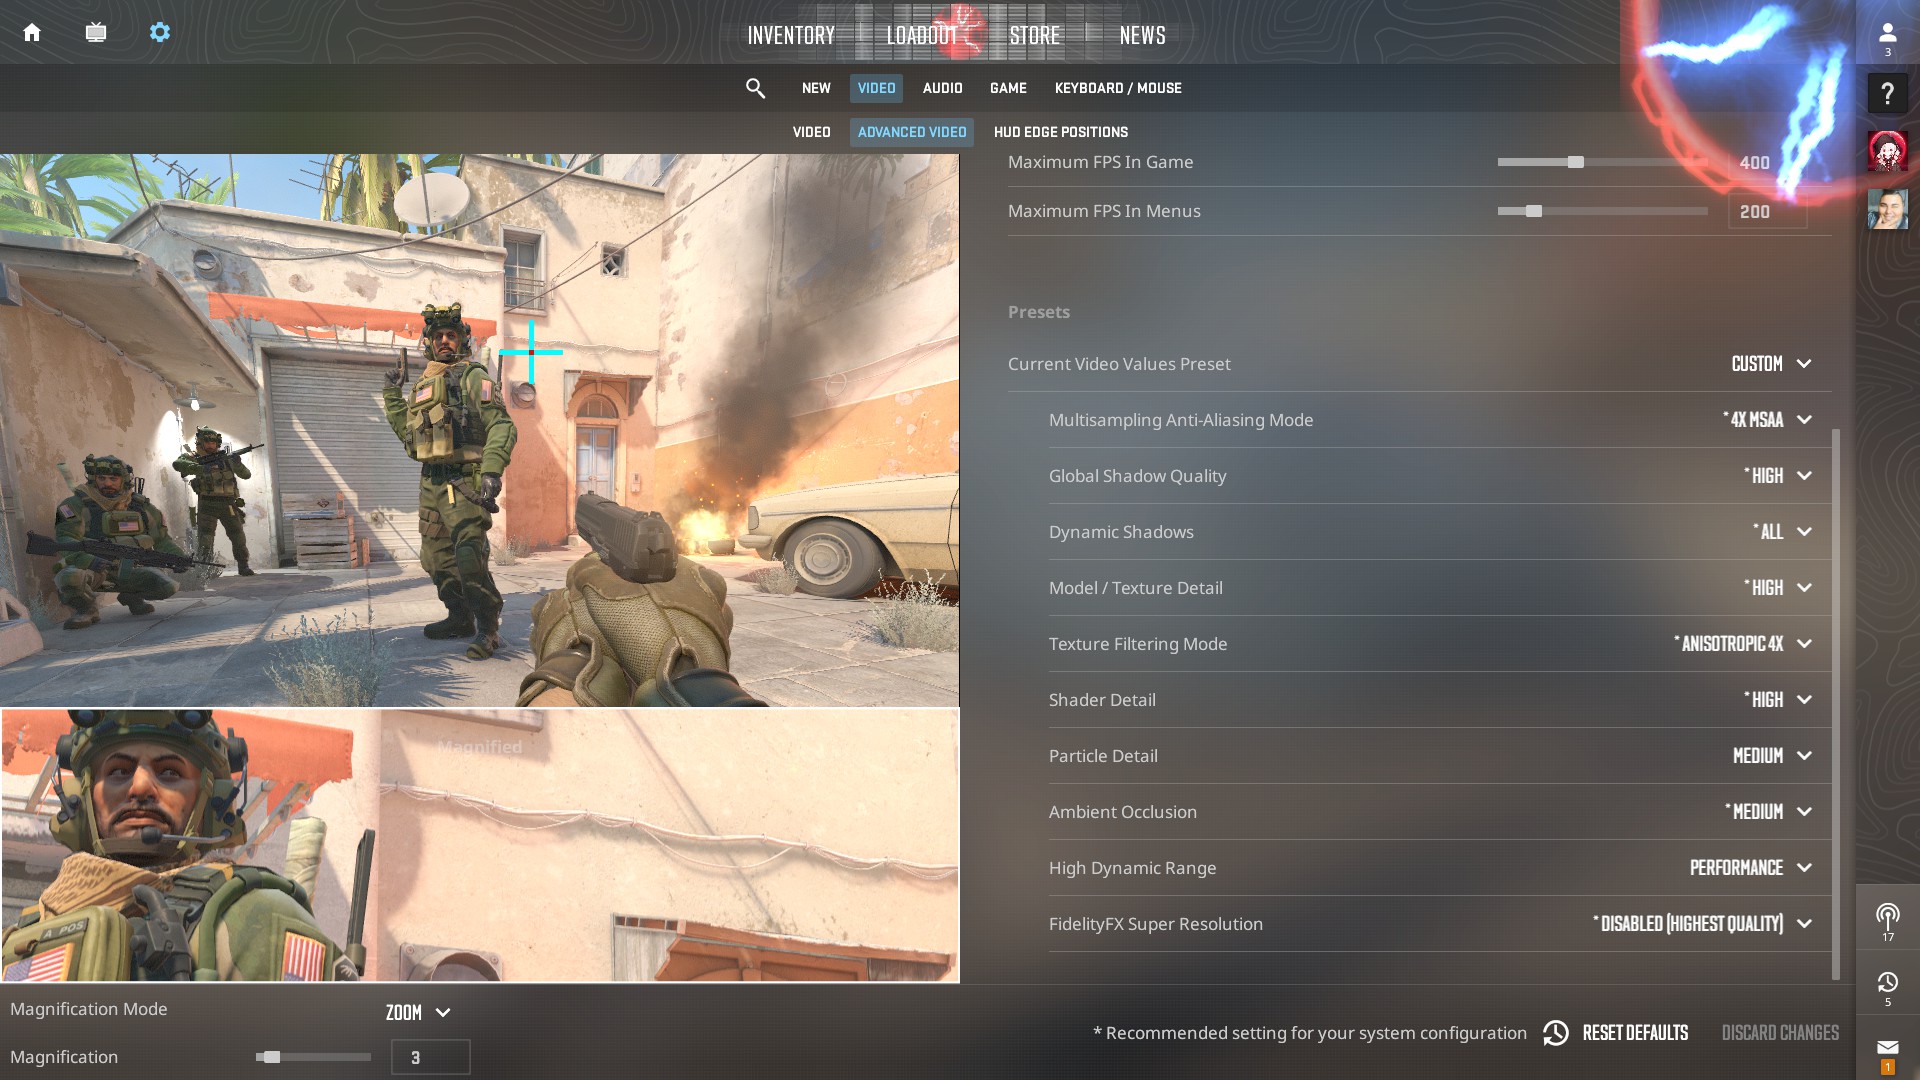 INVENTORY LOADOUT STORE NEWS
3
NEW VIDEO AUDIO GAME KEYBOARD / MOUSE
?
VIDEO ADVANCED VIDEO HUD EDGE POSITIONS
Maximum FPS In Game 400
Maximum FPS In Menus 200
Presets
Current Video Values Preset CUSTOM
Multisampling Anti-Aliasing Mode * 4X MSAA
Global Shadow Quality * HIGH
Dynamic Shadows * ALL
Model / Texture Detail * HIGH
Texture Filtering Mode * ANISOTROPIC 4X
Shader Detail * HIGH
Magnified
Particle Detail MEDIUM
Ambient Occlusion * MEDIUM
High Dynamic Range PERFORMANCE
FidelityFX Super Resolution * DISABLED (HIGHEST QUALITY)
A POS
17
5
Magnification Mode ZOOM
* Recommended setting for your system configuration RESET DEFAULTS DISCARD CHANGES
Magnification 3
1